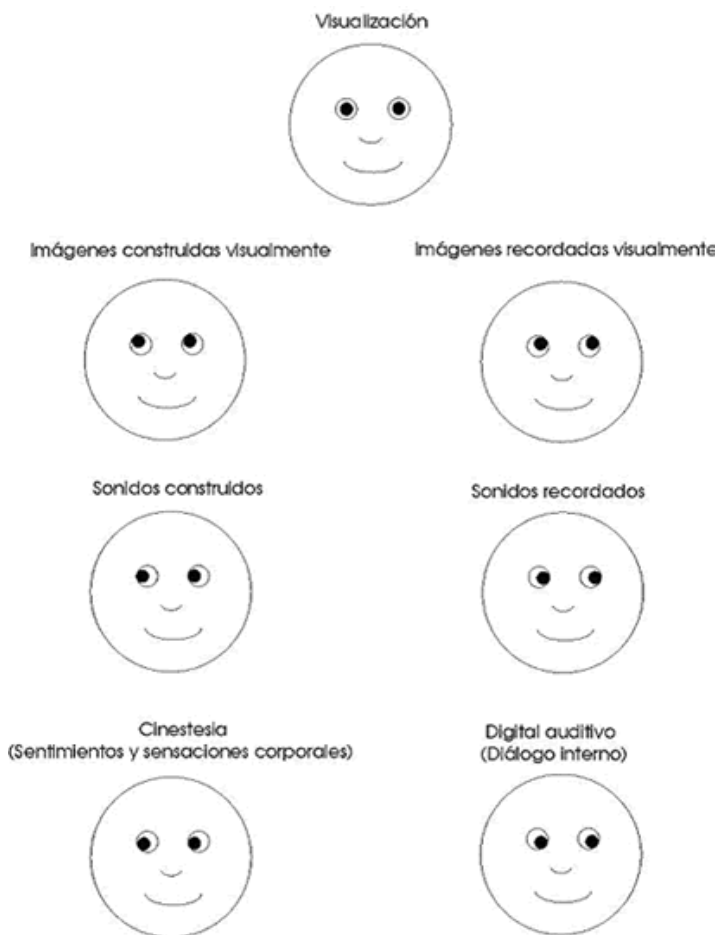 Visualización
Imágenes construidas visualmente
Imágenes recordadas visualmente
Sonidos construidos
Sonidos recordados
Cinestesia
(Sentimientos y sensaciones corporales)
Digital auditivo
(Diálogo interno)